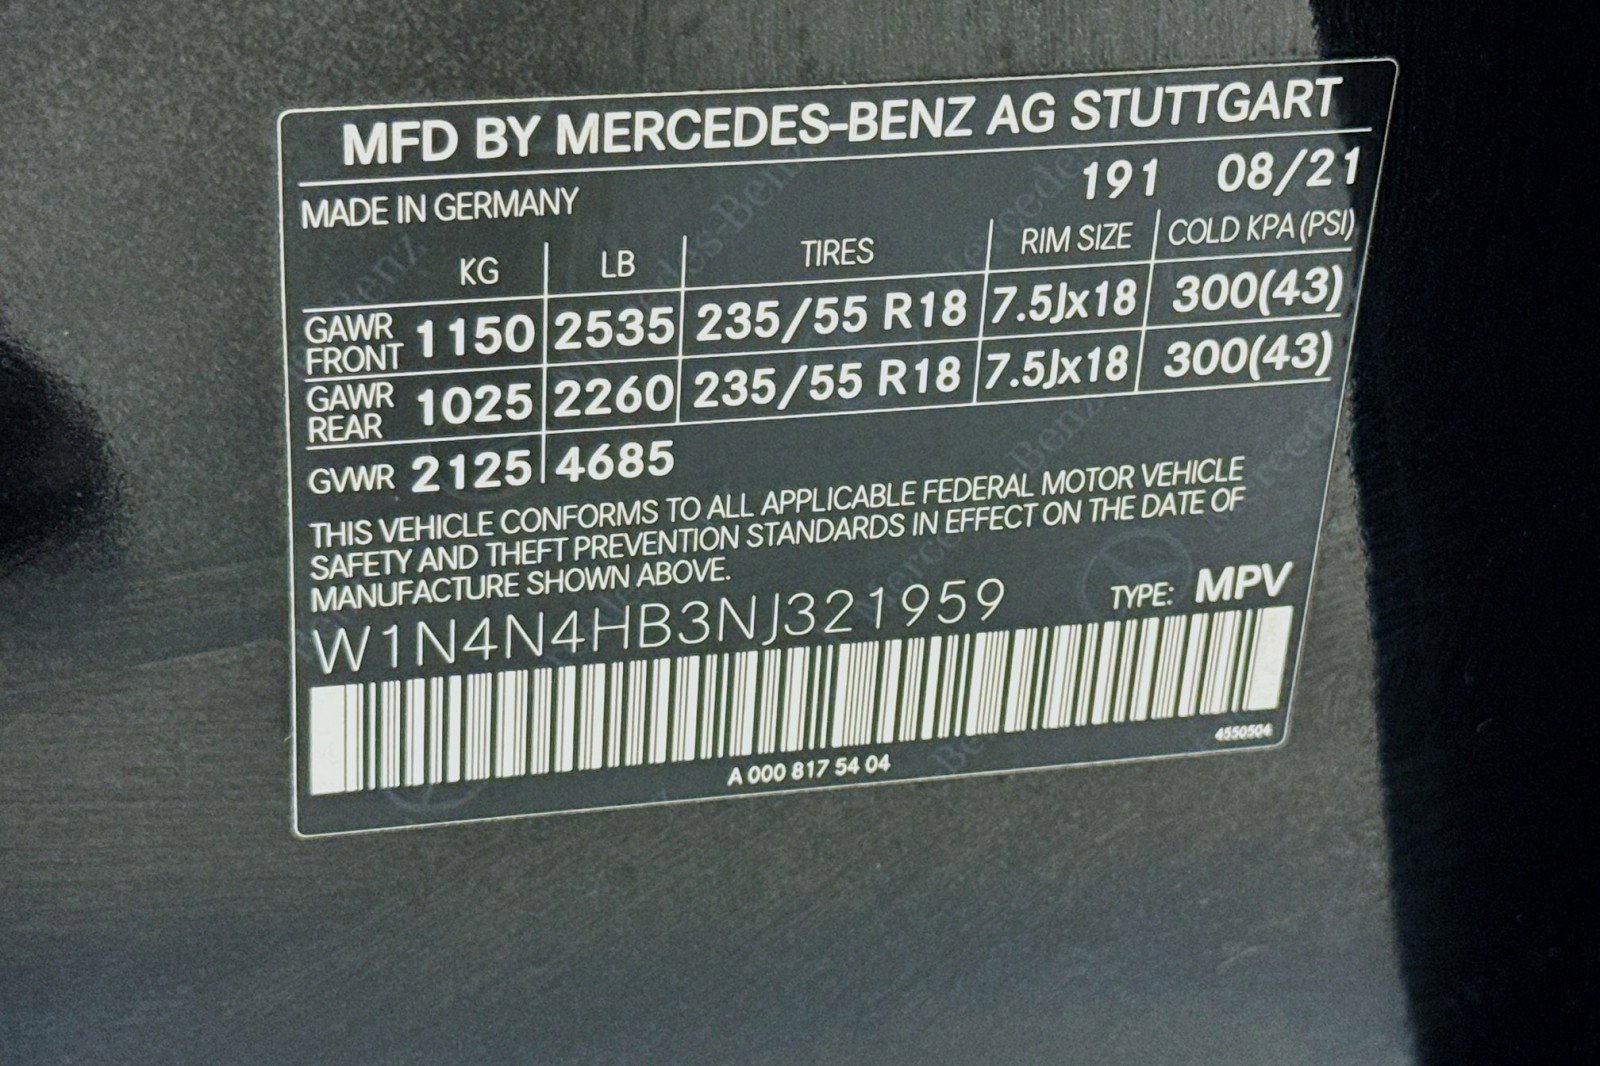 MFD BY MERCEDES-BENZ AG STUTTGART
MADE IN GERMANY 191 08/21
KG LB TIRES RIM SIZE COLD KPA (PSI)
GAWR FRONT 1150 2535 235/55 R18 7.5Jx18 300(43)
GAWR REAR 1025 2260 235/55 R18 7.5Jx18 300(43)
GVWR 2125 4685
THIS VEHICLE CONFORMS TO ALL APPLICABLE FEDERAL MOTOR VEHICLE
SAFETY AND THEFT PREVENTION STANDARDS IN EFFECT ON THE DATE OF
MANUFACTURE SHOWN ABOVE.
W1N4N4HB3NJ321959 TYPE: MPV
A 000 817 54 04 4550504